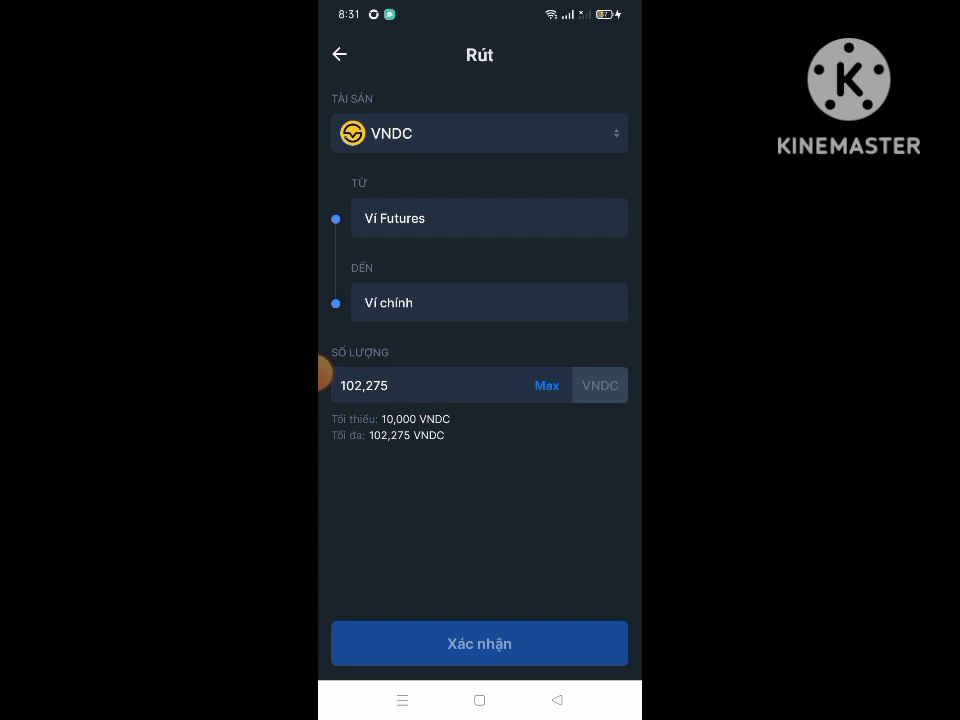 8:31
67
Rút
TÀI SẢN
VNDC
TỪ
Ví Futures
ĐẾN
Ví chính
SỐ LƯỢNG
102,275 Max VNDC
Tối thiểu: 10,000 VNDC
Tối đa: 102,275 VNDC
Xác nhận
K
KINEMASTER